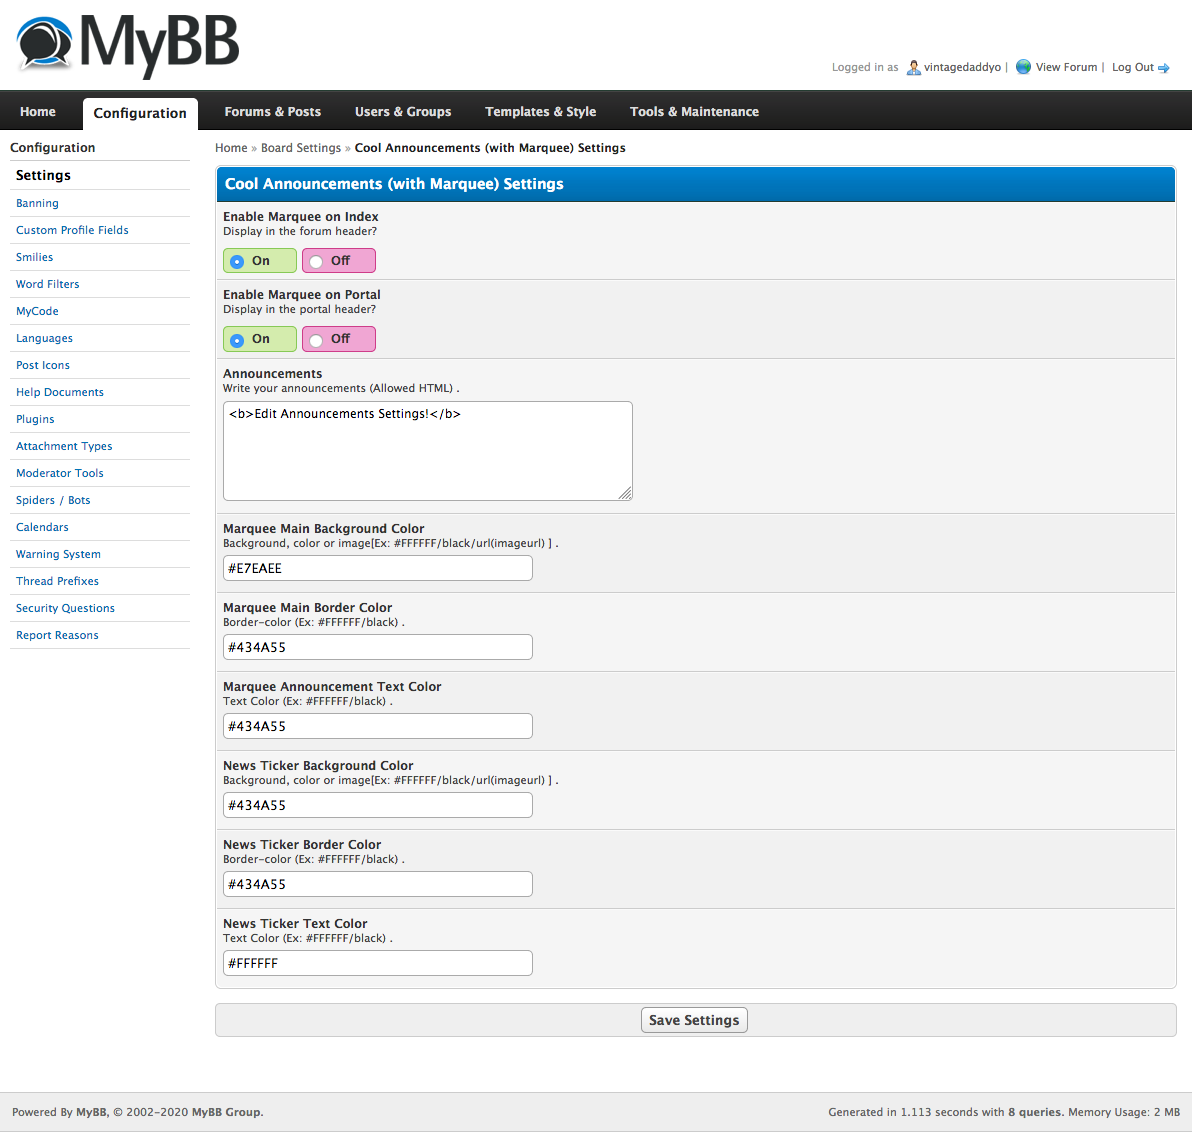 MyBB
Logged in as vintagedaddyo | View Forum | Log Out
Home Configuration Forums & Posts Users & Groups Templates & Style Tools & Maintenance
Configuration
Settings
Banning
Custom Profile Fields
Smilies
Word Filters
MyCode
Languages
Post Icons
Help Documents
Plugins
Attachment Types
Moderator Tools
Spiders / Bots
Calendars
Warning System
Thread Prefixes
Security Questions
Report Reasons
Home » Board Settings » Cool Announcements (with Marquee) Settings
Cool Announcements (with Marquee) Settings
Enable Marquee on Index
Display in the forum header?
On Off
Enable Marquee on Portal
Display in the portal header?
On Off
Announcements
Write your announcements (Allowed HTML) .
<b>Edit Announcements Settings!</b>
Marquee Main Background Color
Background, color or image[Ex: #FFFFFF/black/url(imageurl) ] .
#E7EAEE
Marquee Main Border Color
Border-color (Ex: #FFFFFF/black) .
#434A55
Marquee Announcement Text Color
Text Color (Ex: #FFFFFF/black) .
#434A55
News Ticker Background Color
Background, color or image[Ex: #FFFFFF/black/url(imageurl) ] .
#434A55
News Ticker Border Color
Border-color (Ex: #FFFFFF/black) .
#434A55
News Ticker Text Color
Text Color (Ex: #FFFFFF/black) .
#FFFFFF
Save Settings
Powered By MyBB, © 2002-2020 MyBB Group.
Generated in 1.113 seconds with 8 queries. Memory Usage: 2 MB